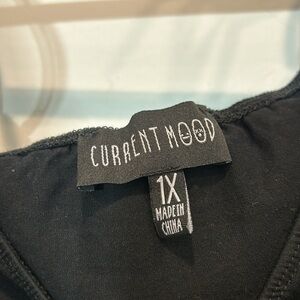 CURRENT MOOD
1X
MADE IN
CHINA